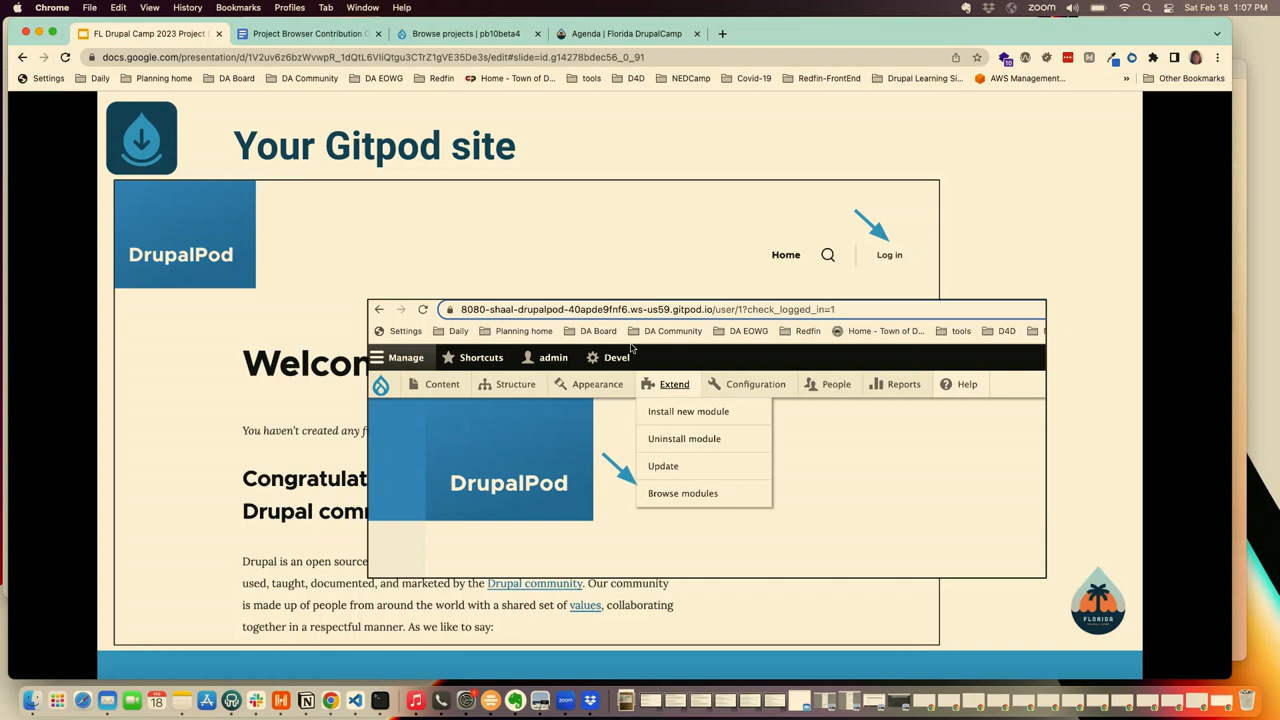 Chrome File Edit View History Bookmarks Profiles Tab Window Help zoom Sat Feb 18 1:07 PM
FL Drupal Camp 2023 Project Project Browser Contribution Browse projects | pb10beta4 Agenda | Florida DrupalCamp
docs.google.com/presentation/d/1V2uv6z6bzWvwpR_1dQtL6VIiQtguc3CTrZ1gVE35De3s/edit#slide=id.g14278bdec56_0_91
Settings Daily Planning home DA Board DA Community DA EOWG Redfin Home - Town of D... tools D4D NEDCamp Covid-19 Redfin-FrontEnd Drupal Learning Si... AWS Management... » Other Bookmarks
Your Gitpod site
DrupalPod
Home
Log in
8080-shaal-drupalpod-40apde9fnf6.ws-us59.gitpod.io/user/1?check_logged_in=1
Settings Daily Planning home DA Board DA Community DA EOWG Redfin Home - Town of D... tools D4D
Manage Shortcuts admin Devel
Content Structure Appearance Extend Configuration People Reports Help
Install new module
Uninstall module
Update
Browse modules
DrupalPod
Welcom
You haven't created any f
Congratulat
Drupal com
Drupal is an open source
used, taught, documented, and marketed by the Drupal community. Our community
is made up of people from around the world with a shared set of values, collaborating
together in a respectful manner. As we like to say:
FLORIDA